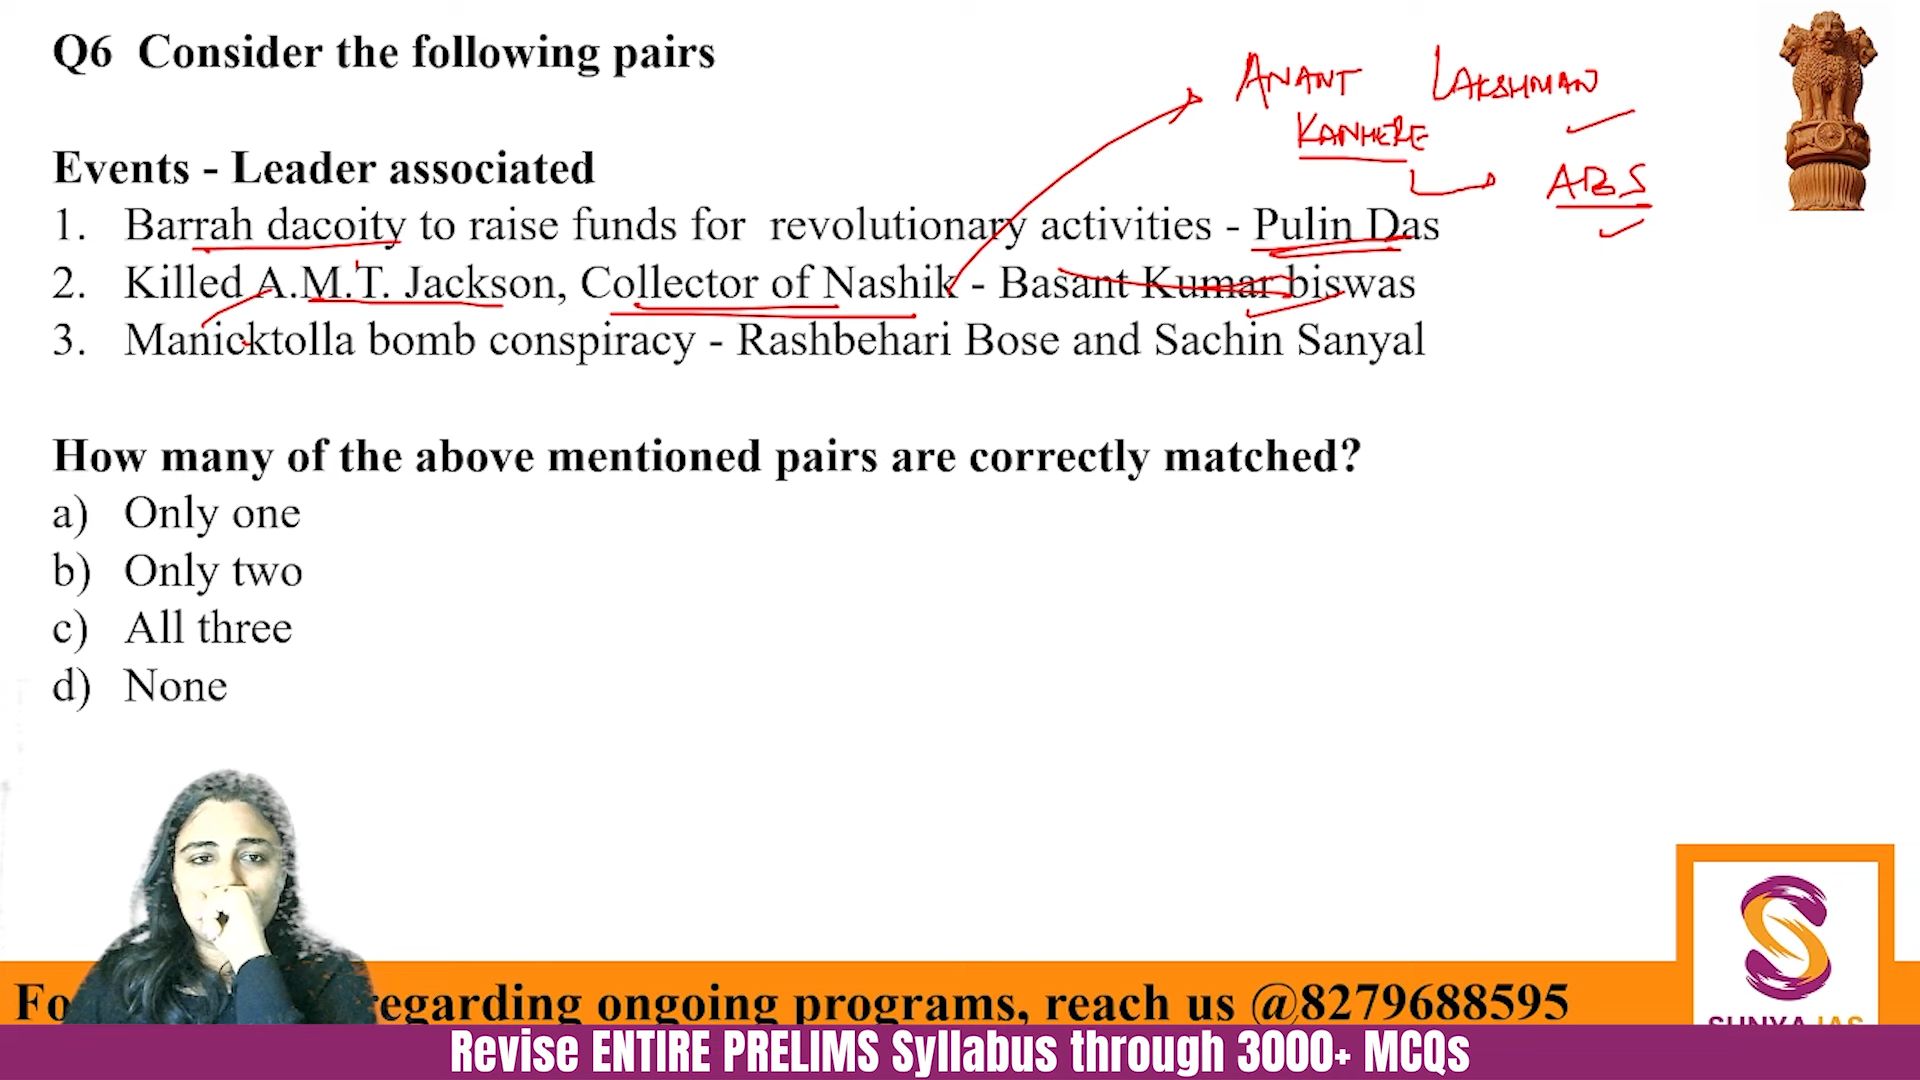 Q6 Consider the following pairs
ANANT LAKSHMAN
KANHERE
ABS
Events - Leader associated
1. Barrah dacoity to raise funds for revolutionary activities - Pulin Das
2. Killed A.M.T. Jackson, Collector of Nashik - Basant Kumar biswas
3. Manicktolla bomb conspiracy - Rashbehari Bose and Sachin Sanyal
How many of the above mentioned pairs are correctly matched?
a) Only one
b) Only two
c) All three
d) None
Fo regarding ongoing programs, reach us @8279688595
SUNYA IAS
Revise ENTIRE PRELIMS Syllabus through 3000+ MCQs